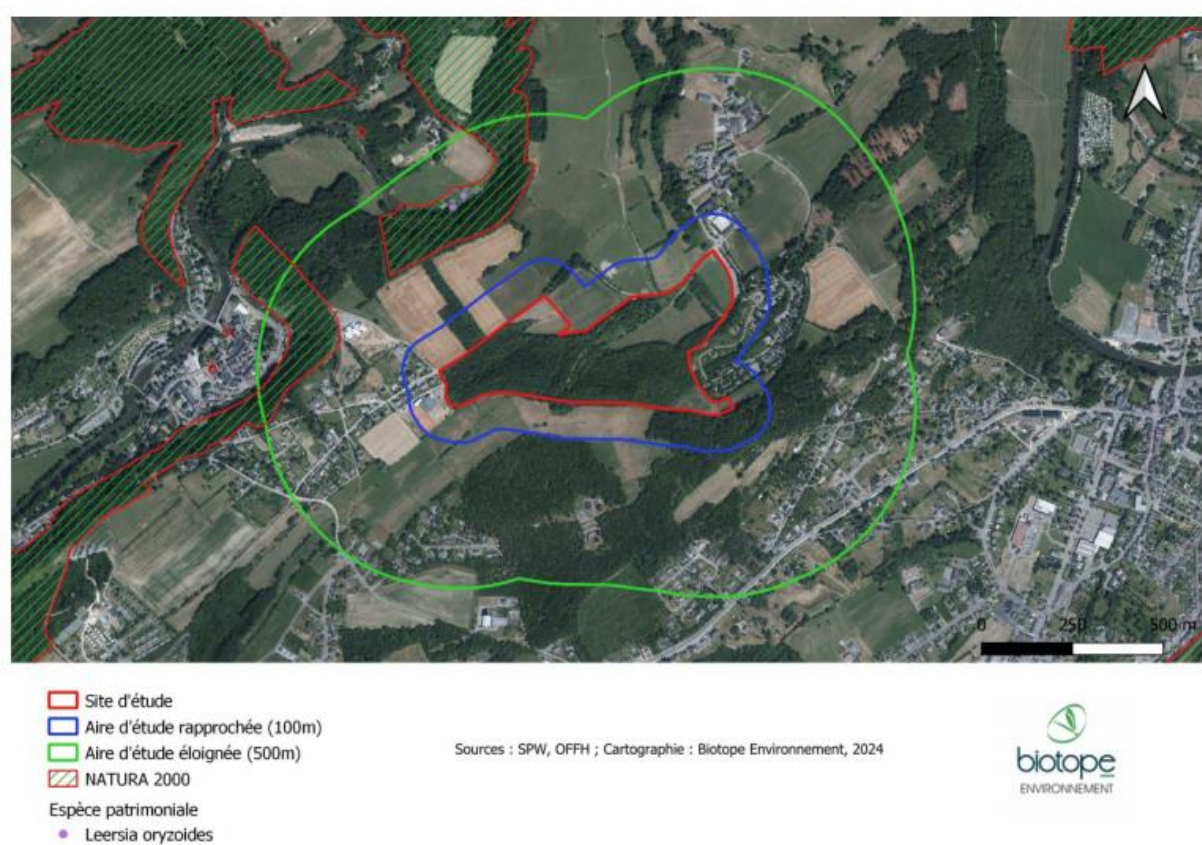 0 250 500 m
Site d'étude
Aire d'étude rapprochée (100m)
Aire d'étude éloignée (500m)
NATURA 2000
Espèce patrimoniale
Leersia oryzoides
Sources : SPW, OFFH ; Cartographie : Biotope Environnement, 2024
biotope
ENVIRONNEMENT